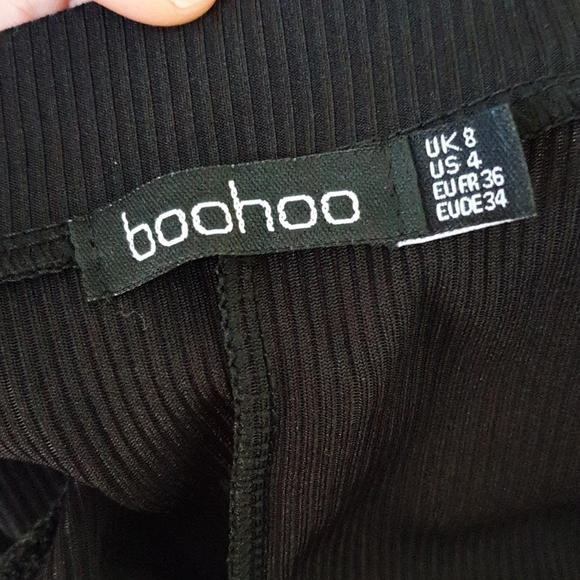 boohoo
UK 8
US 4
EU FR 36
EU DE 34